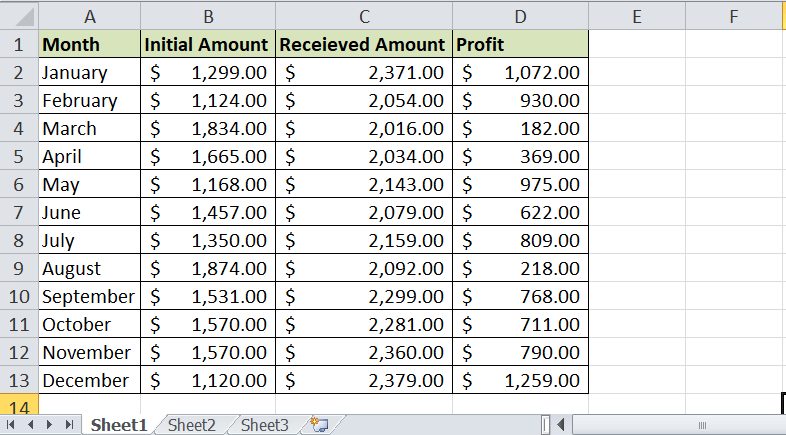 A B C D E F
1 Month Initial Amount Receieved Amount Profit
2 January $ 1,299.00 $ 2,371.00 $ 1,072.00
3 February $ 1,124.00 $ 2,054.00 $ 930.00
4 March $ 1,834.00 $ 2,016.00 $ 182.00
5 April $ 1,665.00 $ 2,034.00 $ 369.00
6 May $ 1,168.00 $ 2,143.00 $ 975.00
7 June $ 1,457.00 $ 2,079.00 $ 622.00
8 July $ 1,350.00 $ 2,159.00 $ 809.00
9 August $ 1,874.00 $ 2,092.00 $ 218.00
10 September $ 1,531.00 $ 2,299.00 $ 768.00
11 October $ 1,570.00 $ 2,281.00 $ 711.00
12 November $ 1,570.00 $ 2,360.00 $ 790.00
13 December $ 1,120.00 $ 2,379.00 $ 1,259.00
14
Sheet1 Sheet2 Sheet3